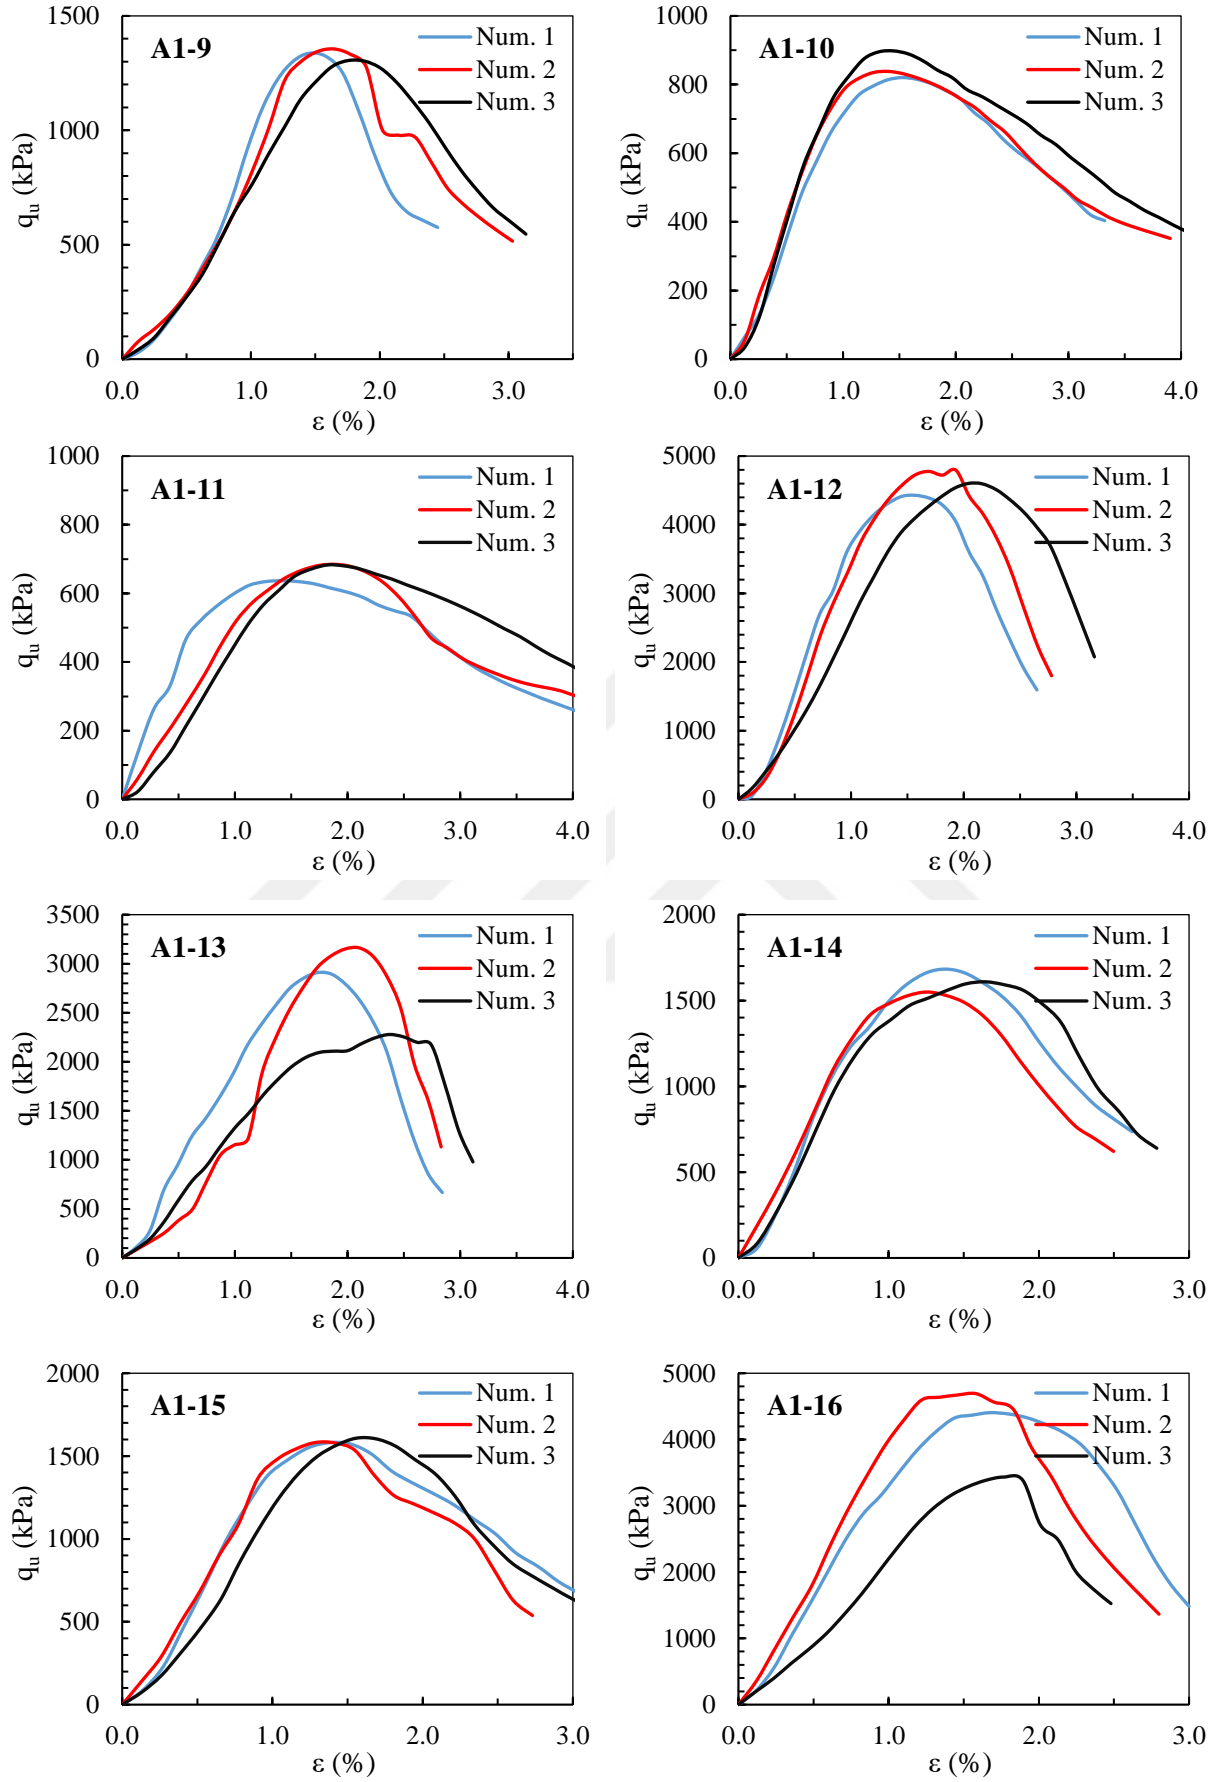 A1-9
Num. 1
Num. 2
Num. 3
1500
1000
500
0
0.0 1.0 2.0 3.0
qu (kPa)
ε (%)
A1-10
Num. 1
Num. 2
Num. 3
1000
800
600
400
200
0
0.0 1.0 2.0 3.0 4.0
qu (kPa)
ε (%)
A1-11
Num. 1
Num. 2
Num. 3
1000
800
600
400
200
0
0.0 1.0 2.0 3.0 4.0
qu (kPa)
ε (%)
A1-12
Num. 1
Num. 2
Num. 3
5000
4000
3000
2000
1000
0
0.0 1.0 2.0 3.0 4.0
qu (kPa)
ε (%)
A1-13
Num. 1
Num. 2
Num. 3
3500
3000
2500
2000
1500
1000
500
0
0.0 1.0 2.0 3.0 4.0
qu (kPa)
ε (%)
A1-14
Num. 1
Num. 2
Num. 3
2000
1500
1000
500
0
0.0 1.0 2.0 3.0
qu (kPa)
ε (%)
A1-15
Num. 1
Num. 2
Num. 3
2000
1500
1000
500
0
0.0 1.0 2.0 3.0
qu (kPa)
ε (%)
A1-16
Num. 1
Num. 2
Num. 3
5000
4000
3000
2000
1000
0
0.0 1.0 2.0 3.0
qu (kPa)
ε (%)